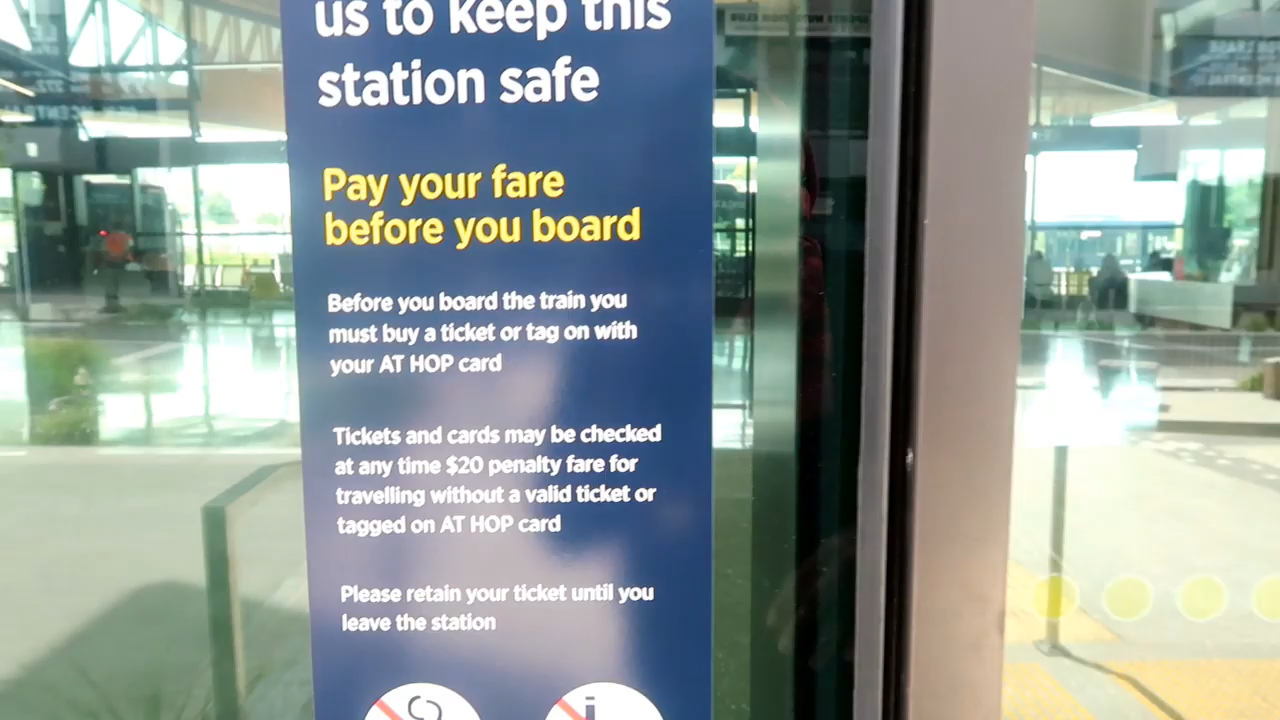 us to keep this
station safe
Pay your fare
before you board
Before you board the train you
must buy a ticket or tag on with
your AT HOP card
Tickets and cards may be checked
at any time $20 penalty fare for
travelling without a valid ticket or
tagged on AT HOP card
Please retain your ticket until you
leave the station